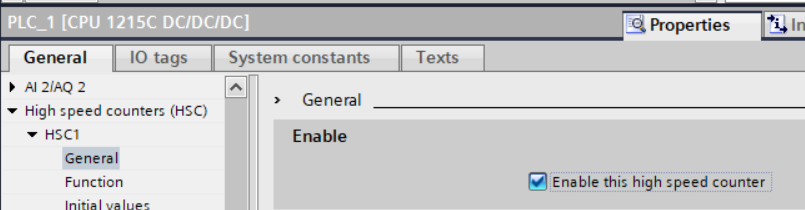 PLC_1 [CPU 1215C DC/DC/DC]
Properties
In
General
IO tags
System constants
Texts
AI 2/AQ 2
High speed counters (HSC)
HSC1
General
Function
Initial values
General
Enable
Enable this high speed counter